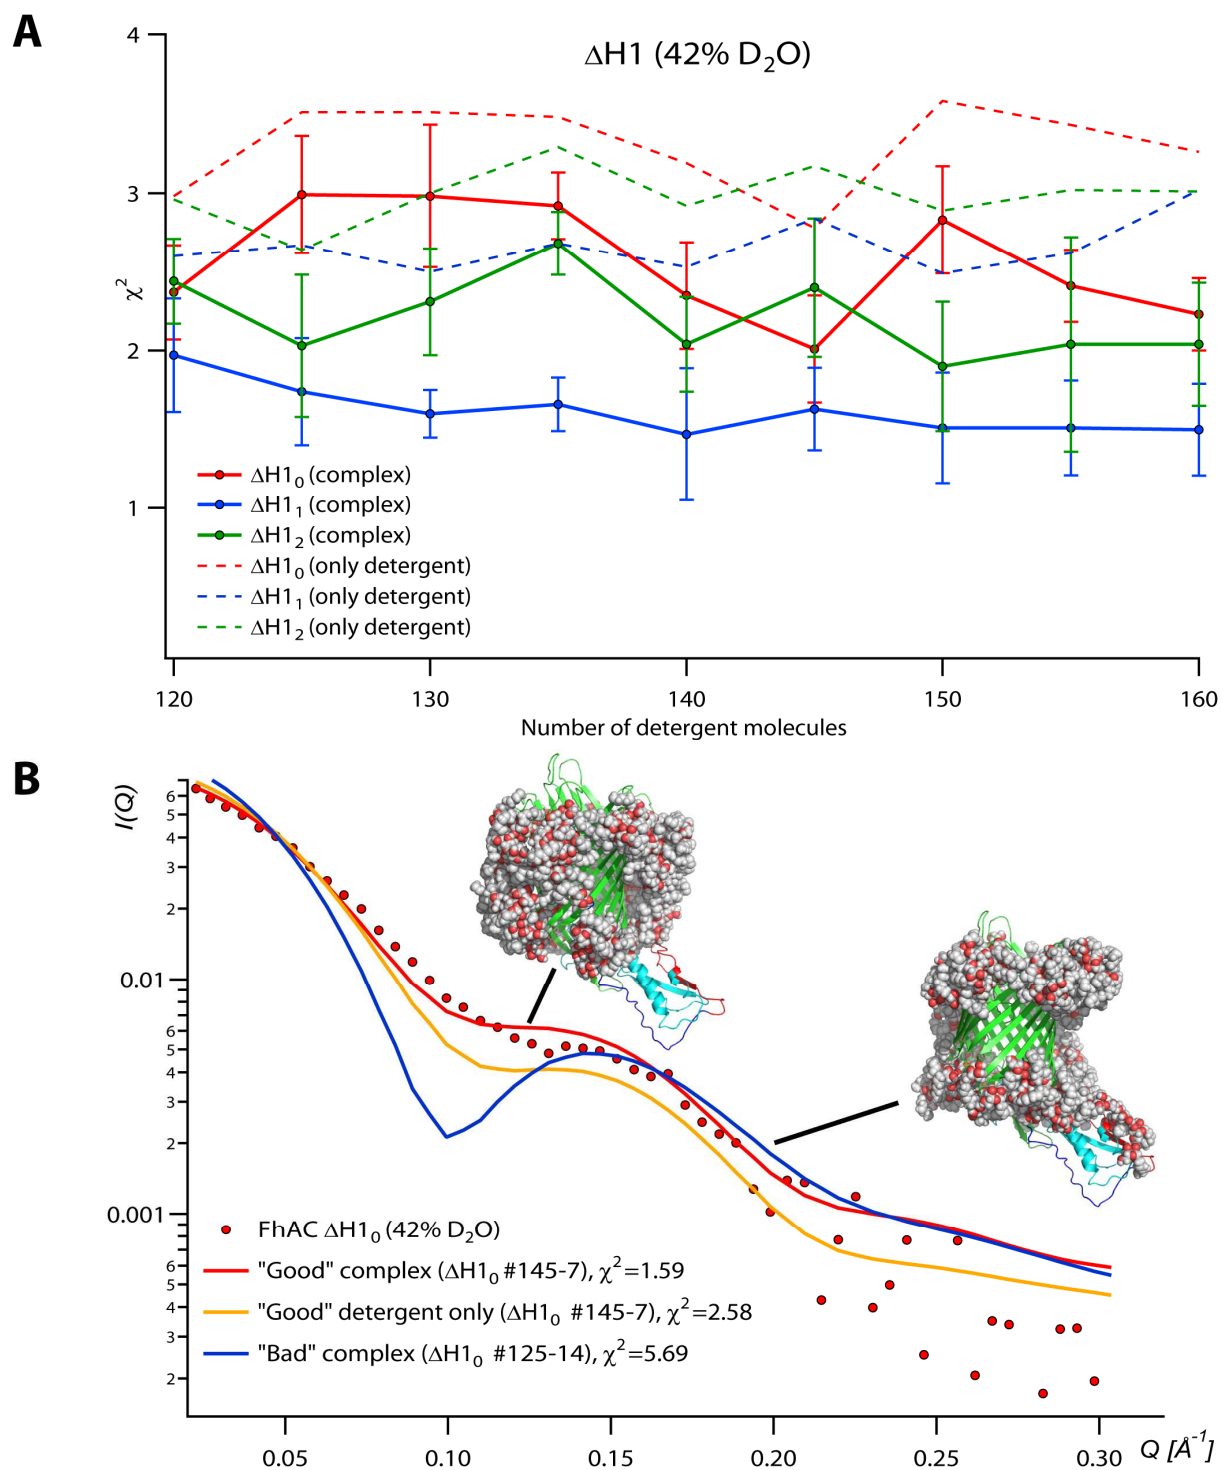 A
ΔH1 (42% D₂O)
4
3
2
1
χ²
ΔH1₀ (complex)
ΔH1₁ (complex)
ΔH1₂ (complex)
ΔH1₀ (only detergent)
ΔH1₁ (only detergent)
ΔH1₂ (only detergent)
120 130 140 150 160
Number of detergent molecules
B
I(Q)
6
5
4
3
2
0.01
6
5
4
3
2
0.001
6
5
4
3
2
FhAC ΔH1₀ (42% D₂O)
"Good" complex (ΔH1₀ #145-7), χ²=1.59
"Good" detergent only (ΔH1₀ #145-7), χ²=2.58
"Bad" complex (ΔH1₀ #125-14), χ²=5.69
0.05 0.10 0.15 0.20 0.25 0.30 Q [Å⁻¹]